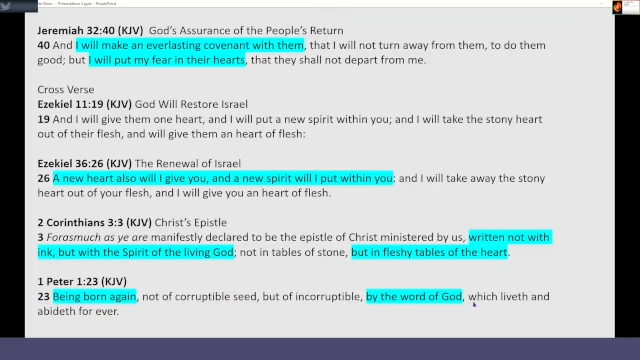 Jeremiah 32:40 (KJV) God's Assurance of the People's Return
40 And I will make an everlasting covenant with them, that I will not turn away from them, to do them
good; but I will put my fear in their hearts, that they shall not depart from me.
Cross Verse
Ezekiel 11:19 (KJV) God Will Restore Israel
19 And I will give them one heart, and I will put a new spirit within you; and I will take the stony heart
out of their flesh, and will give them an heart of flesh:
Ezekiel 36:26 (KJV) The Renewal of Israel
26 A new heart also will I give you, and a new spirit will I put within you: and I will take away the stony
heart out of your flesh, and I will give you an heart of flesh.
2 Corinthians 3:3 (KJV) Christ's Epistle
3 Forasmuch as ye are manifestly declared to be the epistle of Christ ministered by us, written not with
ink, but with the Spirit of the living God; not in tables of stone, but in fleshy tables of the heart.
1 Peter 1:23 (KJV)
23 Being born again, not of corruptible seed, but of incorruptible, by the word of God, which liveth and
abideth for ever.